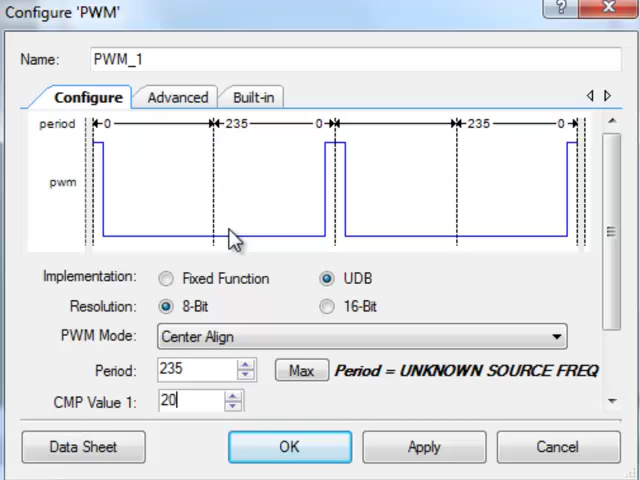 Configure 'PWM'
Name: PWM_1
Configure Advanced Built-in
period 0 235 0 235 0
pwm
Implementation: Fixed Function UDB
Resolution: 8-Bit 16-Bit
PWM Mode: Center Align
Period: 235 Max Period = UNKNOWN SOURCE FREQ
CMP Value 1: 20
Data Sheet OK Apply Cancel